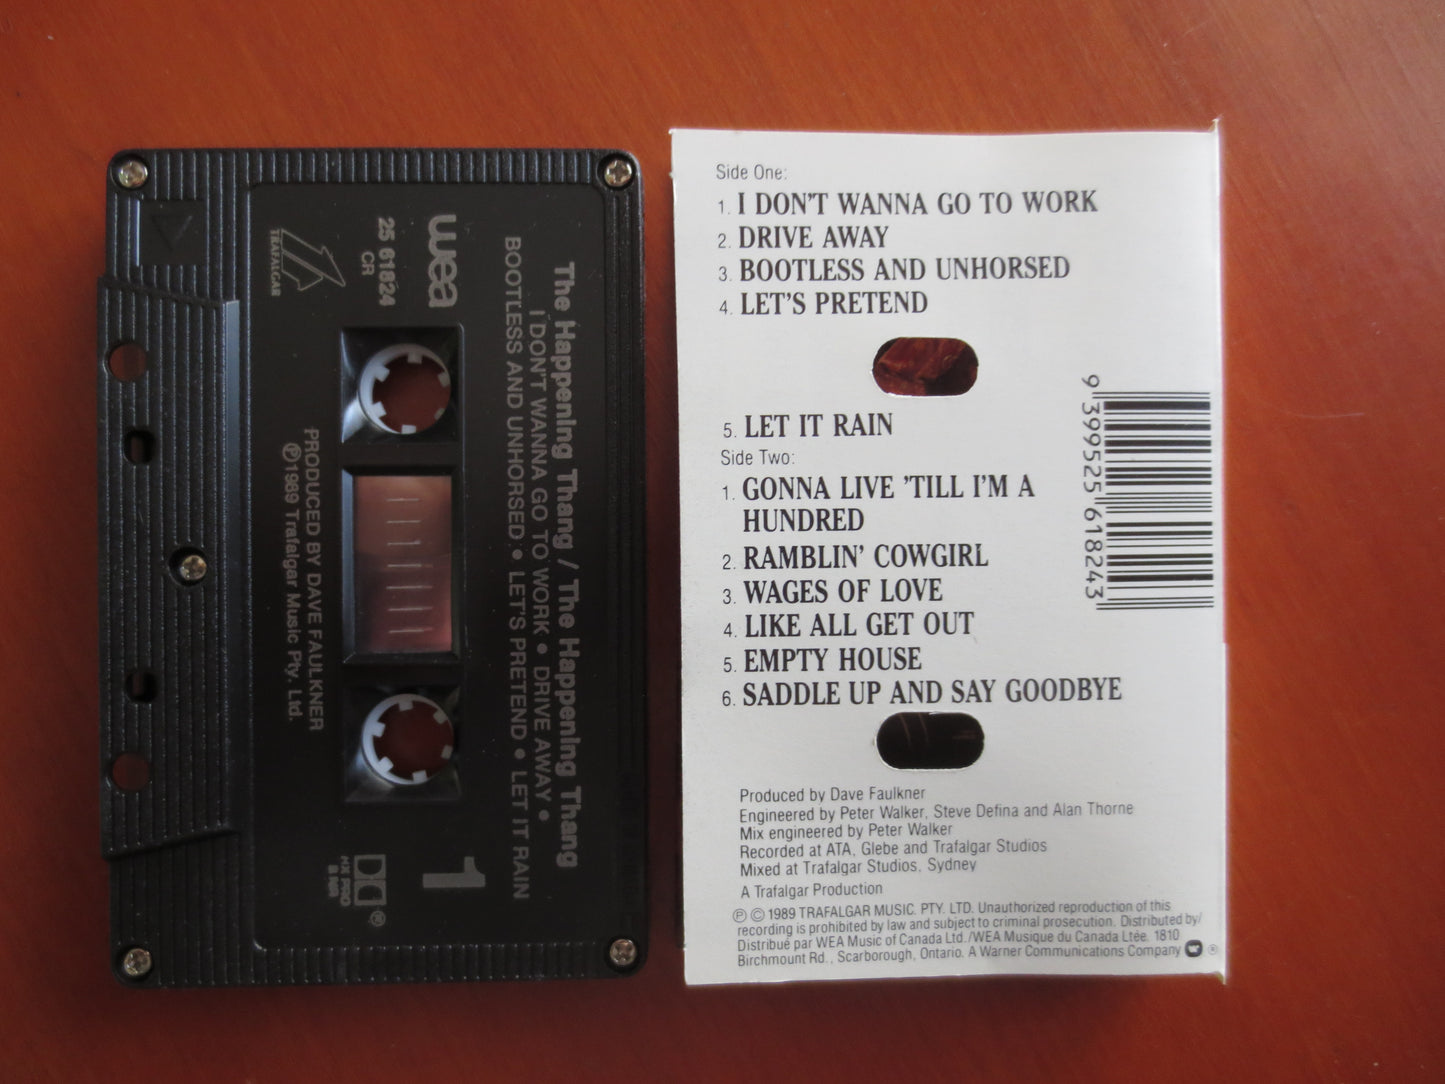 The Happening Thang / The Happening Thang
I DON'T WANNA GO TO WORK • DRIVE AWAY •
BOOTLESS AND UNHORSED • LET'S PRETEND • LET IT RAIN
wea
25 61824
CR
TRAFALGAR
1
PRODUCED BY DAVE FAULKNER
℗1989 Trafalgar Music Pty. Ltd.
HX PRO
B NR
®
Side One:
1. I DON'T WANNA GO TO WORK
2. DRIVE AWAY
3. BOOTLESS AND UNHORSED
4. LET'S PRETEND
5. LET IT RAIN
Side Two:
1. GONNA LIVE 'TILL I'M A
HUNDRED
2. RAMBLIN' COWGIRL
3. WAGES OF LOVE
4. LIKE ALL GET OUT
5. EMPTY HOUSE
6. SADDLE UP AND SAY GOODBYE
9 399525 618243
Produced by Dave Faulkner
Engineered by Peter Walker, Steve Defina and Alan Thorne
Mix engineered by Peter Walker
Recorded at ATA, Glebe and Trafalgar Studios
Mixed at Trafalgar Studios, Sydney
A Trafalgar Production
℗ © 1989 TRAFALGAR MUSIC. PTY. LTD. Unauthorized reproduction of this
recording is prohibited by law and subject to criminal prosecution. Distributed by/
Distribué par WEA Music of Canada Ltd./WEA Musique du Canada Ltée. 1810
Birchmount Rd., Scarborough, Ontario. A Warner Communications Company ®